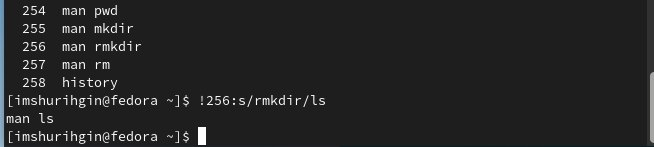 254 man pwd
255 man mkdir
256 man rmkdir
257 man rm
258 history
[imshurihgin@fedora ~]$ !256:s/rmkdir/ls
man ls
[imshurihgin@fedora ~]$